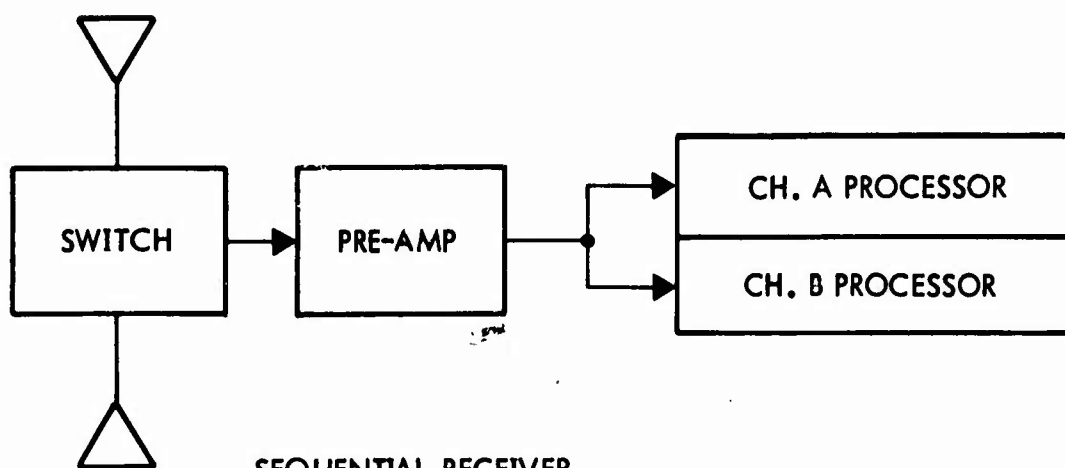 SWITCH
PRE-AMP
CH. A PROCESSOR
CH. B PROCESSOR
SEQUENTIAL RECEIVER